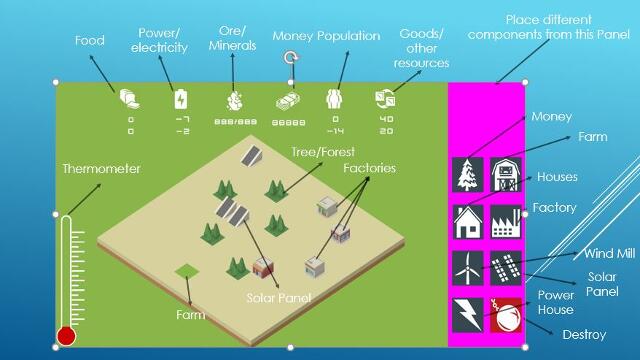 Place different
components from this Panel
Food
Power/
electricity
Ore/
Minerals
Money Population
Goods/
other
resources
0
-7
888/888
88888
0
40
0
-2
-14
20
Money
Farm
Thermometer
Tree/Forest
Factories
Houses
Factory
Wind Mill
Solar
Panel
Solar Panel
Power
House
Farm
Destroy